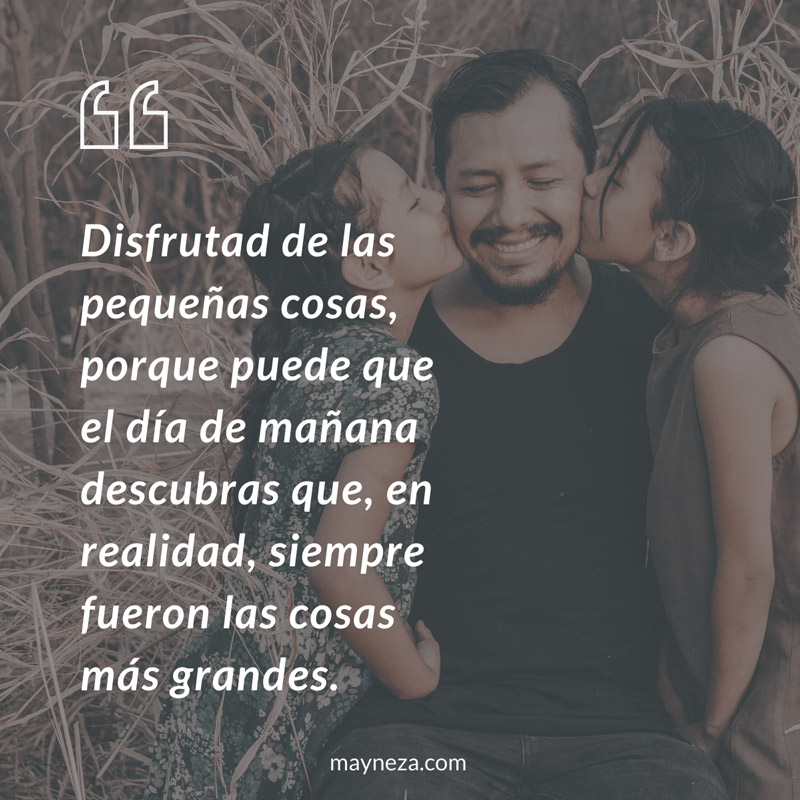 Disfrutad de las
pequeñas cosas,
porque puede que
el día de mañana
descubras que, en
realidad, siempre
fueron las cosas
más grandes.
mayneza.com